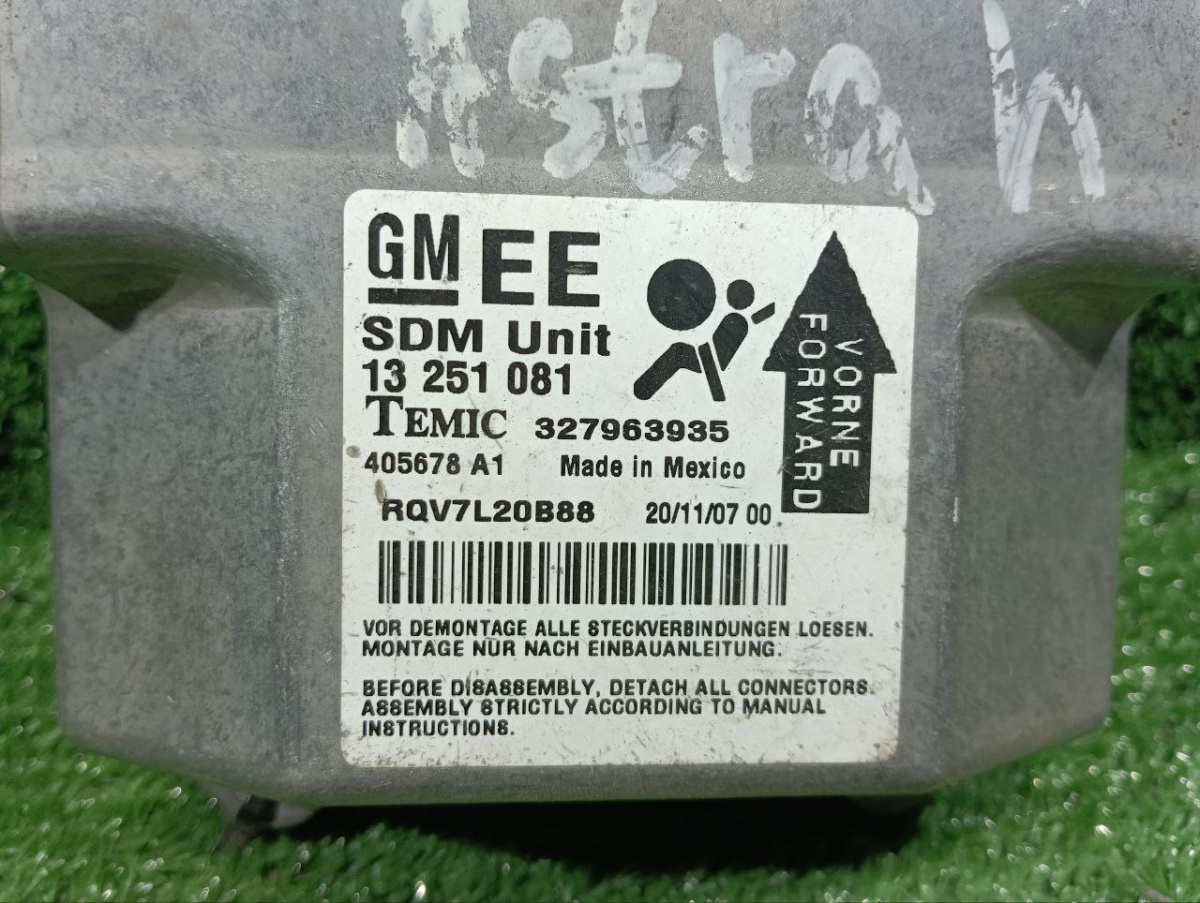 Astra h
GM EE
SDM Unit
13 251 081
TEMIC 327963935
405678 A1 Made in Mexico
RQV7L20B88 20/11/07 00
VORNE
FORWARD
VOR DEMONTAGE ALLE STECKVERBINDUNGEN LOESEN.
MONTAGE NUR NACH EINBAUANLEITUNG.
BEFORE DISASSEMBLY, DETACH ALL CONNECTORS.
ASSEMBLY STRICTLY ACCORDING TO MANUAL
INSTRUCTIONS.